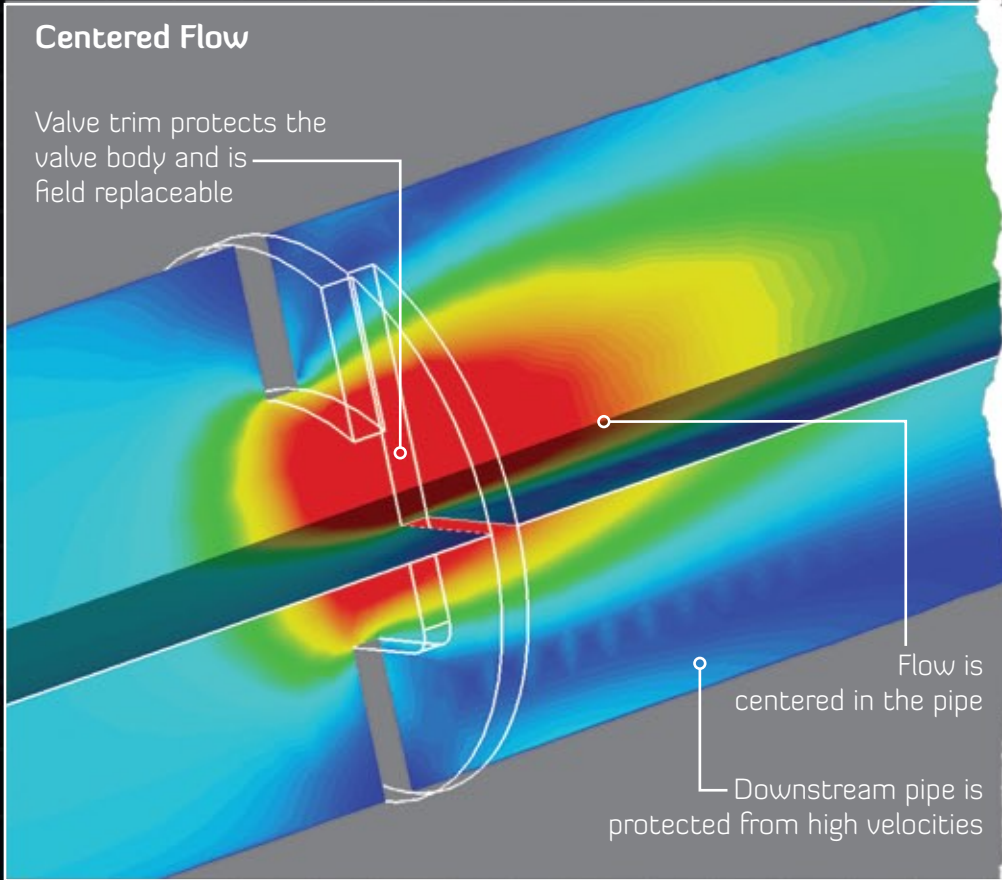 Centered Flow
Valve trim protects the
valve body and is
field replaceable
Flow is
centered in the pipe
Downstream pipe is
protected from high velocities